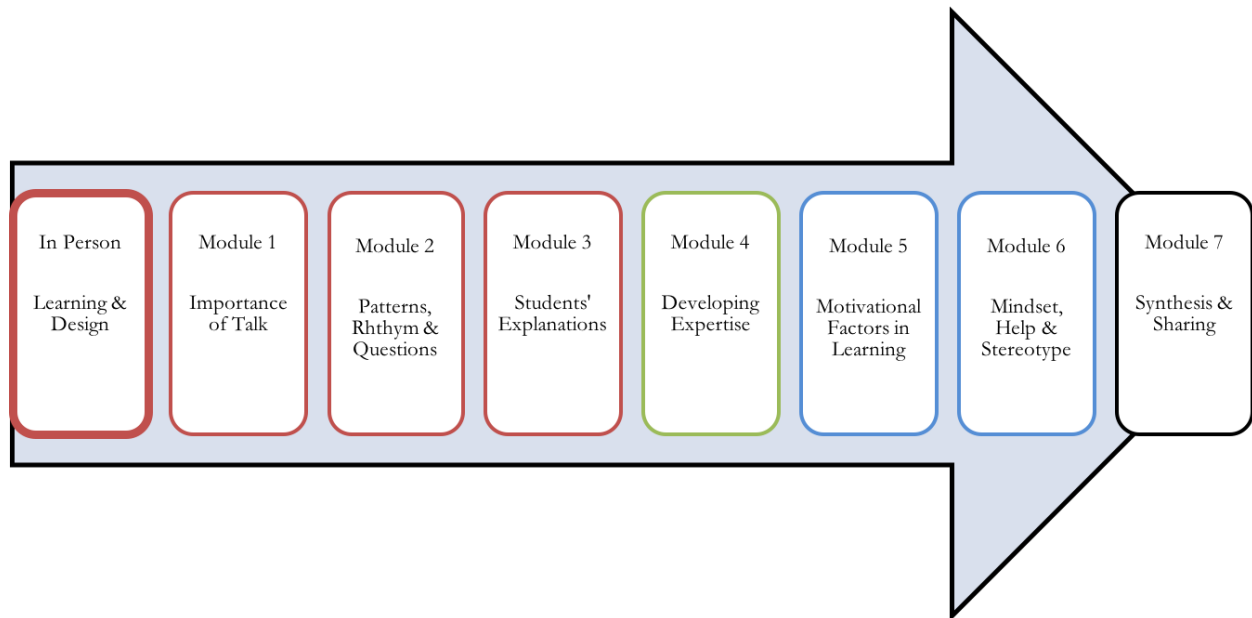 In Person
Learning &
Design
Module 1
Importance
of Talk
Module 2
Patterns,
Rhthym &
Questions
Module 3
Students'
Explanations
Module 4
Developing
Expertise
Module 5
Motivational
Factors in
Learning
Module 6
Mindset,
Help &
Stereotype
Module 7
Synthesis &
Sharing